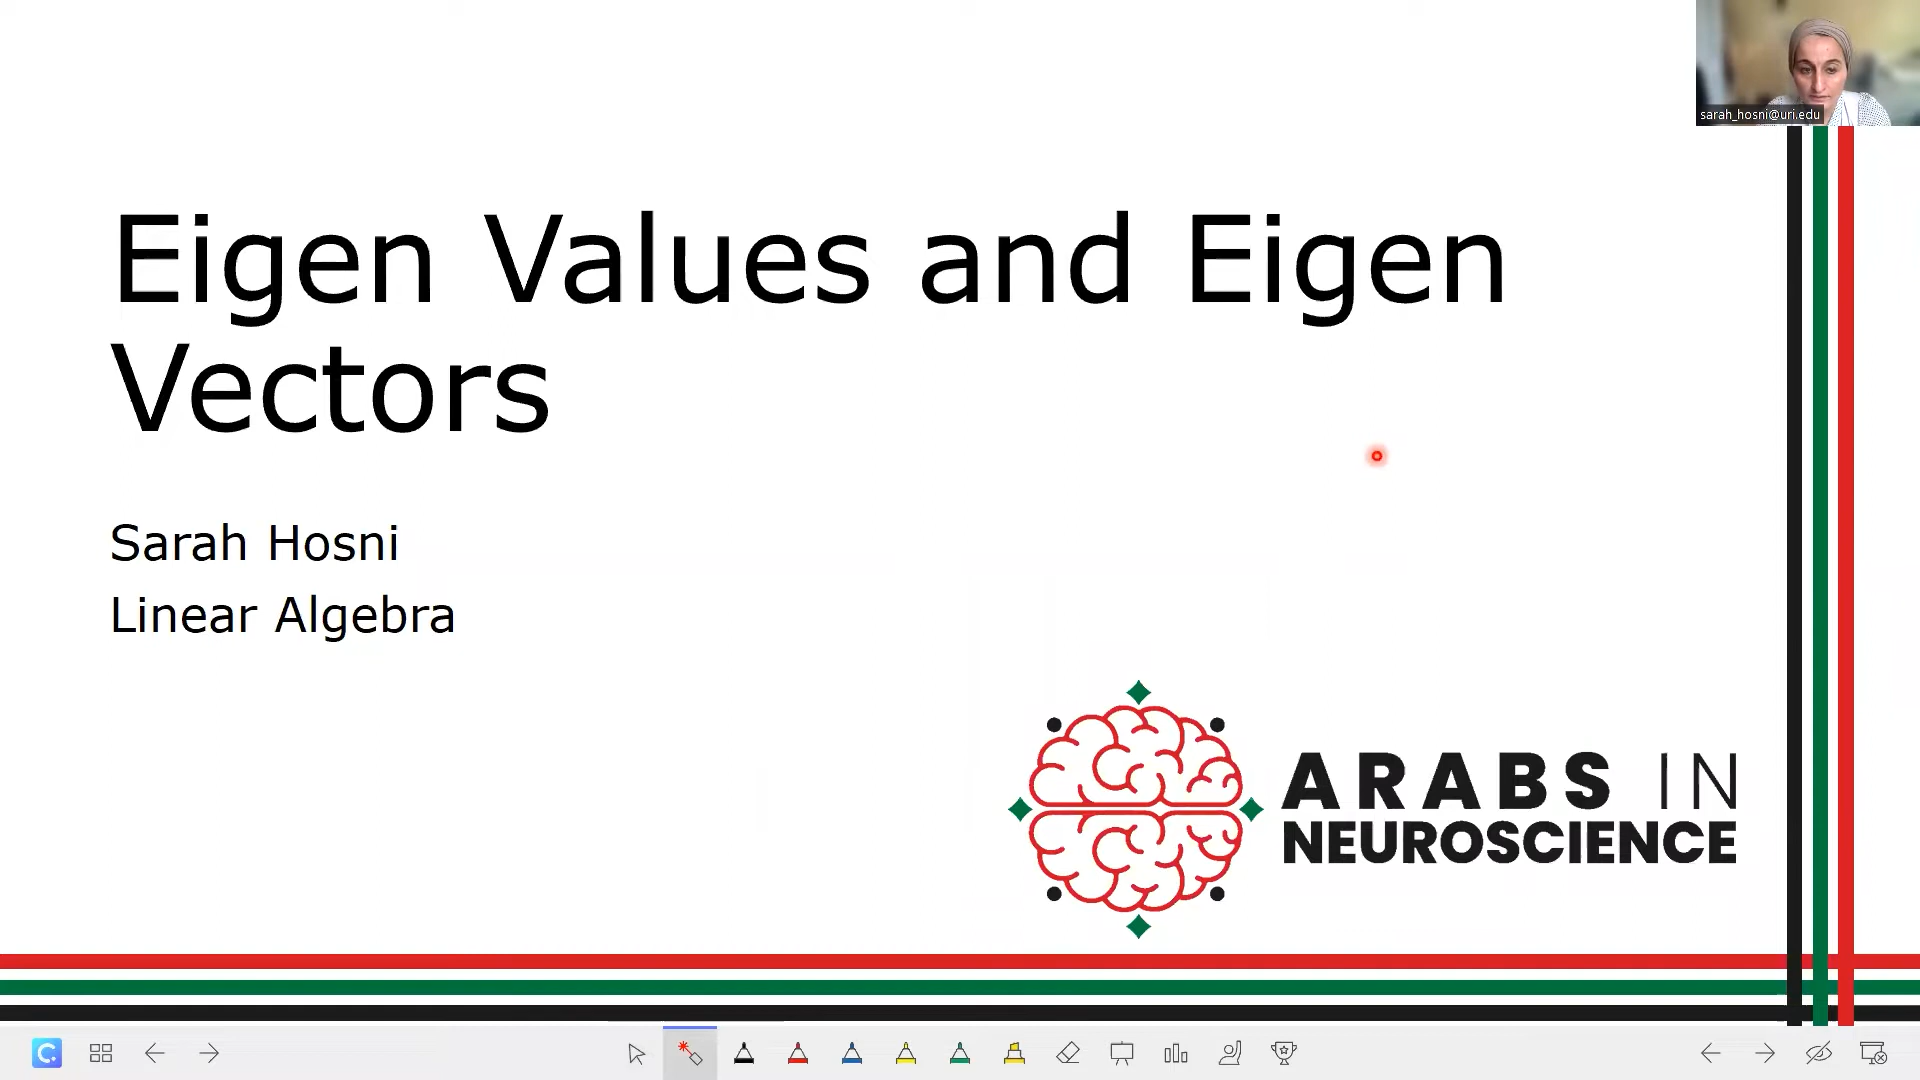 sarah_hosni@uri.edu
Eigen Values and Eigen
Vectors
Sarah Hosni
Linear Algebra
ARABS IN
NEUROSCIENCE